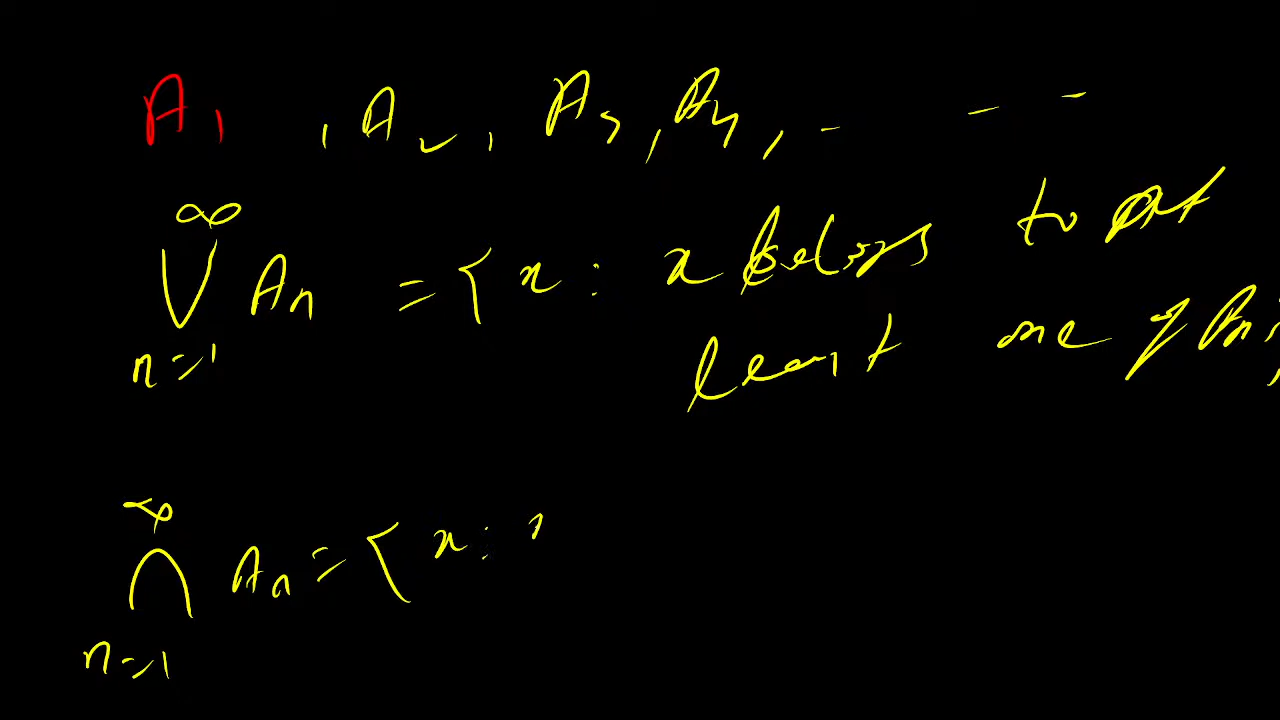 A1, A2, A3, A4, - - -
∞
⋃ An = {x : x belongs to at
n=1
least one of An,
∞
⋂ An = {x : x
n=1